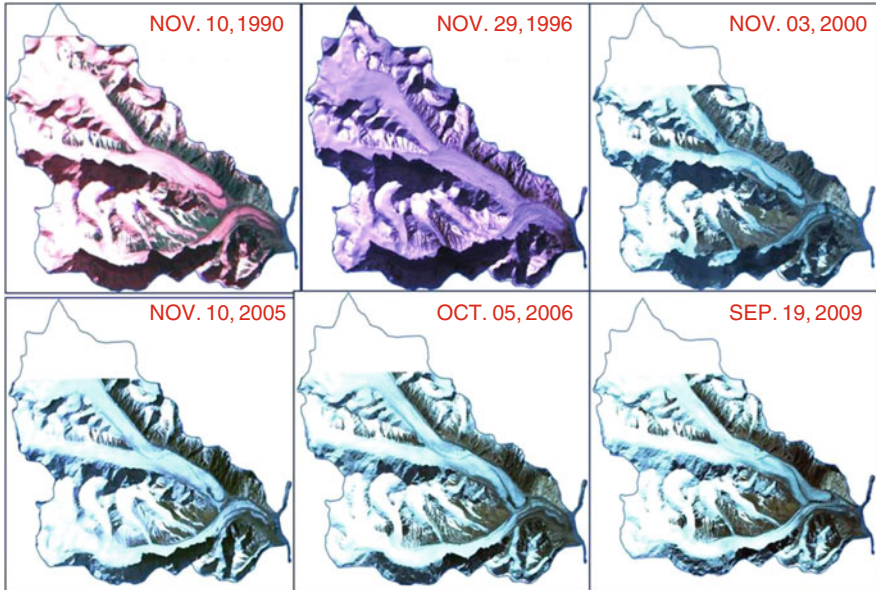 NOV. 10, 1990
NOV. 29, 1996
NOV. 03, 2000
NOV. 10, 2005
OCT. 05, 2006
SEP. 19, 2009